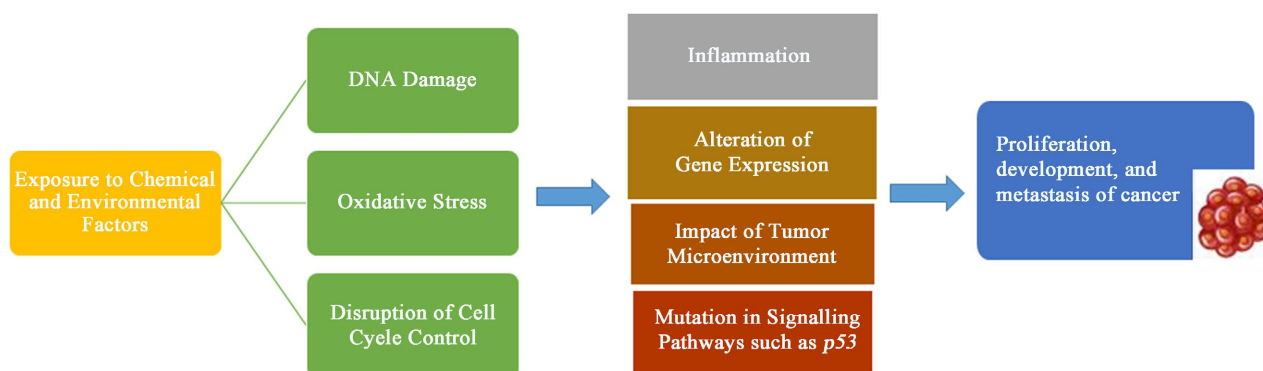 Exposure to Chemical
and Environmental
Factors
DNA Damage
Oxidative Stress
Disruption of Cell
Cyele Control
Inflammation
Alteration of
Gene Expression
Impact of Tumor
Microenvironment
Mutation in Signalling
Pathways such as p53
Proliferation,
development, and
metastasis of cancer